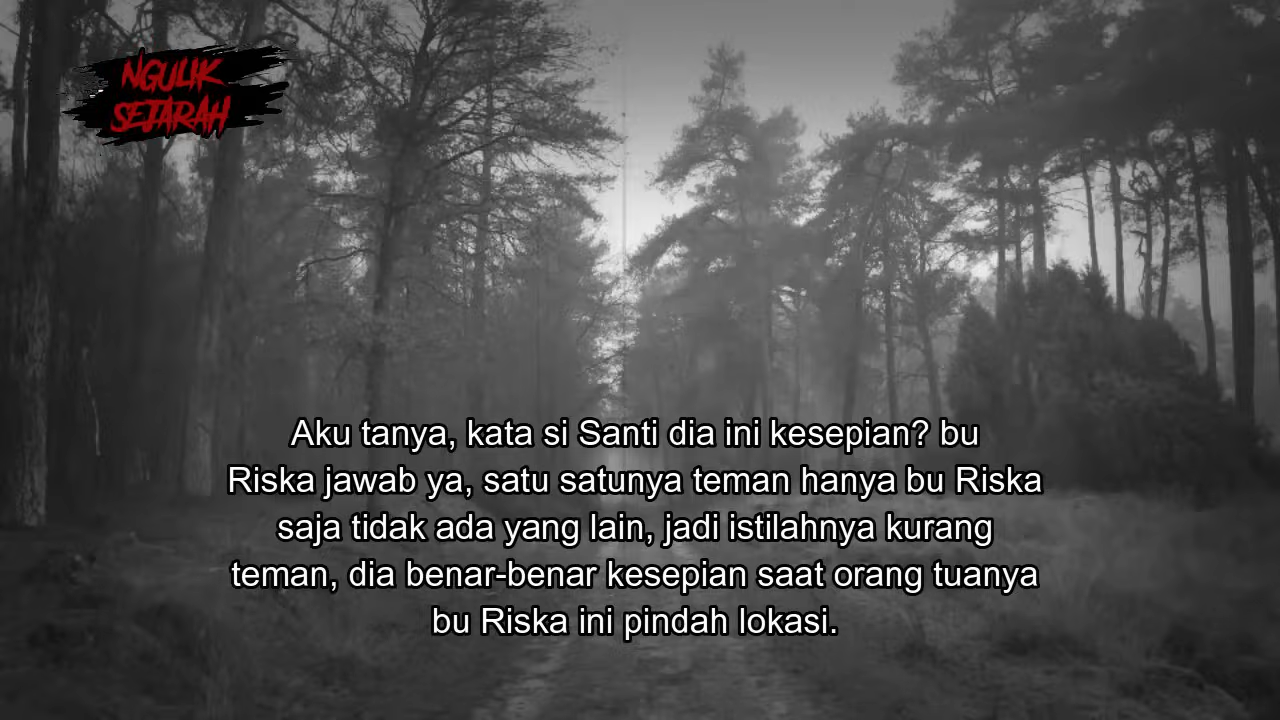 NGULIK
SEJARAH
Aku tanya, kata si Santi dia ini kesepian? bu
Riska jawab ya, satu satunya teman hanya bu Riska
saja tidak ada yang lain, jadi istilahnya kurang
teman, dia benar-benar kesepian saat orang tuanya
bu Riska ini pindah lokasi.